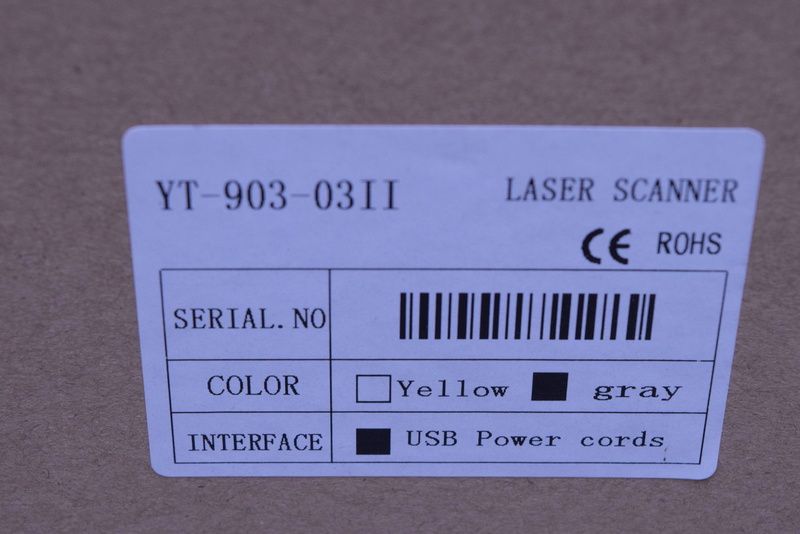 YT-903-03II LASER SCANNER
CE ROHS
SERIAL.NO
COLOR Yellow gray
INTERFACE USB Power cords